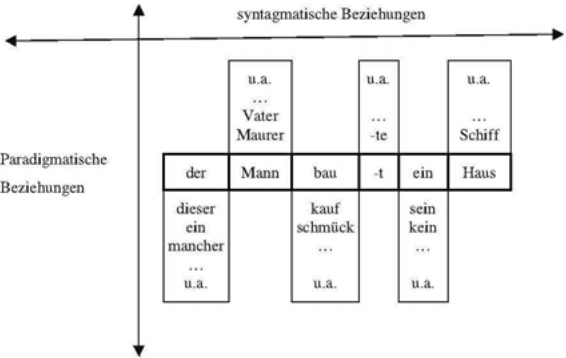 syntagmatische Beziehungen
u.a.
…
Vater
Maurer
u.a.
…
-te
u.a.
…
Schiff
Paradigmatische
Beziehungen
der Mann bau -t ein Haus
dieser
ein
mancher
…
u.a.
kauf
schmück
…
u.a.
sein
kein
…
u.a.